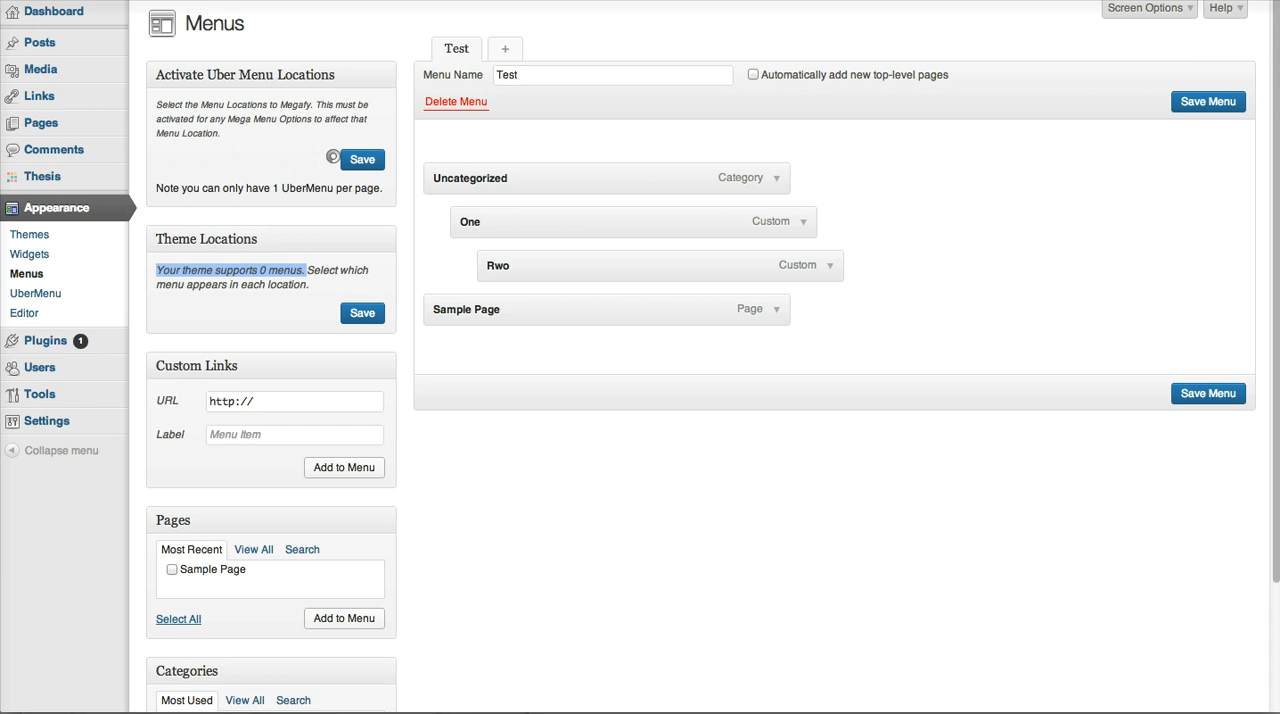 Dashboard
Posts
Media
Links
Pages
Comments
Thesis
Appearance
Themes
Widgets
Menus
UberMenu
Editor
Plugins 1
Users
Tools
Settings
Collapse menu
Menus
Screen Options
Help
Activate Uber Menu Locations
Select the Menu Locations to Megafy. This must be
activated for any Mega Menu Options to affect that
Menu Location.
Save
Note you can only have 1 UberMenu per page.
Theme Locations
Your theme supports 0 menus. Select which
menu appears in each location.
Save
Custom Links
URL http://
Label Menu Item
Add to Menu
Pages
Most Recent View All Search
Sample Page
Select All Add to Menu
Categories
Most Used View All Search
Test +
Menu Name Test Automatically add new top-level pages
Delete Menu Save Menu
Uncategorized Category
One Custom
Rwo Custom
Sample Page Page
Save Menu